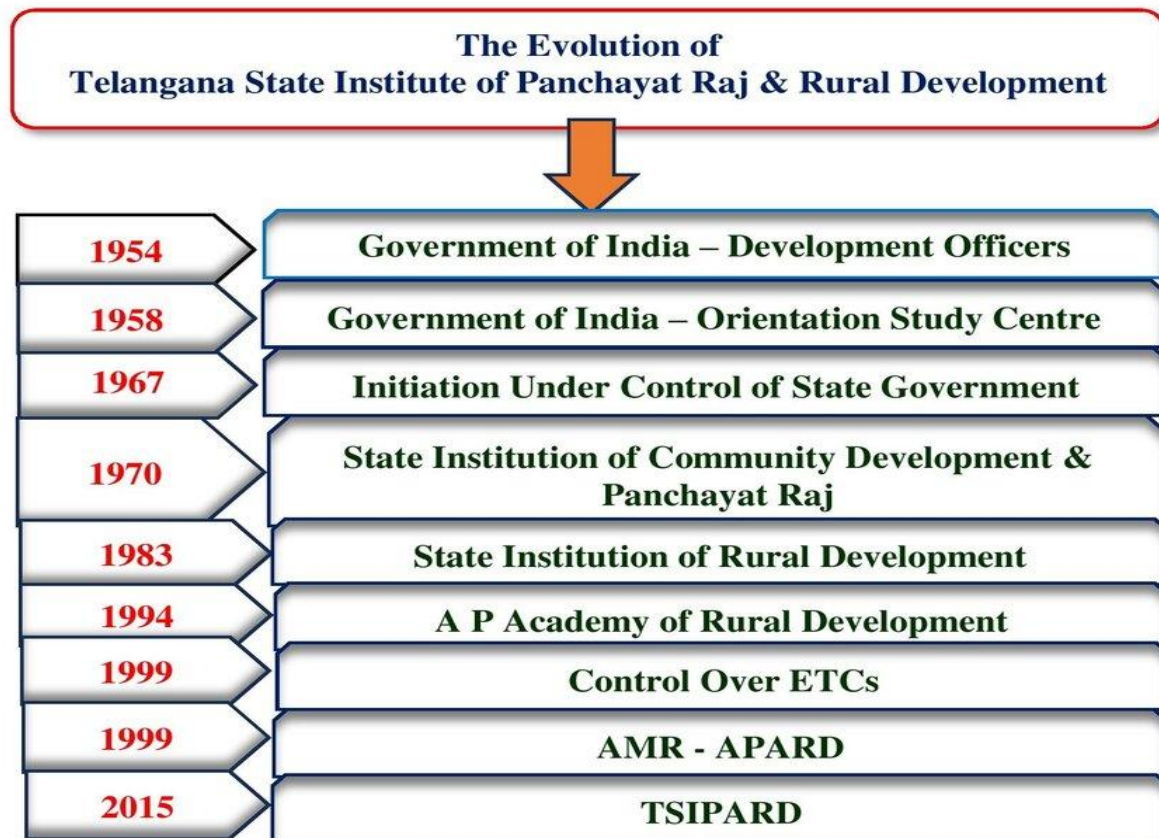 The Evolution of
Telangana State Institute of Panchayat Raj & Rural Development
1954
Government of India – Development Officers
1958
Government of India – Orientation Study Centre
1967
Initiation Under Control of State Government
1970
State Institution of Community Development &
Panchayat Raj
1983
State Institution of Rural Development
1994
A P Academy of Rural Development
1999
Control Over ETCs
1999
AMR - APARD
2015
TSIPARD